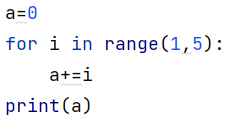 a=0
for i in range(1,5):
    a+=i
print(a)